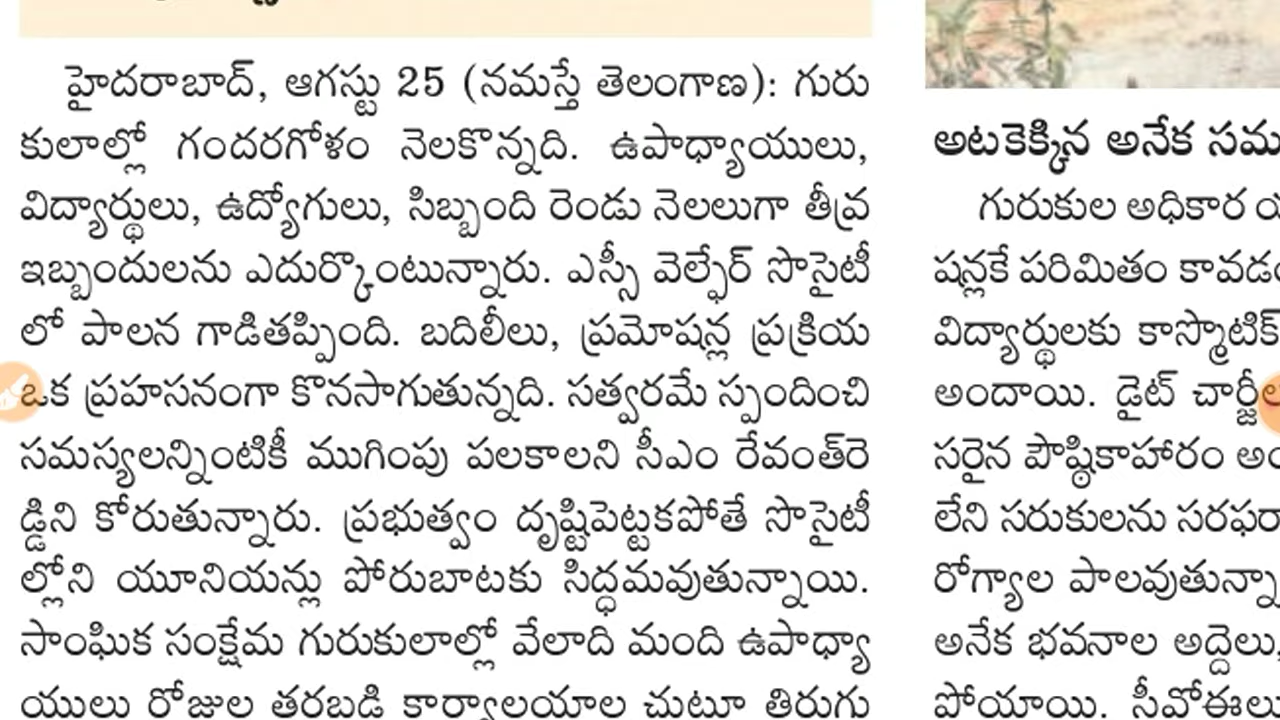 హైదరాబాద్, ఆగస్టు 25 (నమస్తే తెలంగాణ): గురు
కులాల్లో గందరగోళం నెలకొన్నది. ఉపాధ్యాయులు,
విద్యార్థులు, ఉద్యోగులు, సిబ్బంది రెండు నెలలుగా తీవ్ర
ఇబ్బందులను ఎదుర్కొంటున్నారు. ఎస్సీ వెల్ఫేర్ సొసైటీ
లో పాలన గాడితప్పింది. బదిలీలు, ప్రమోషన్ల ప్రక్రియ
ఒక ప్రహసనంగా కొనసాగుతున్నది. సత్వరమే స్పందించి
సమస్యలన్నింటికీ ముగింపు పలకాలని సీఎం రేవంత్‌రె
డ్డిని కోరుతున్నారు. ప్రభుత్వం దృష్టిపెట్టకపోతే సొసైటీ
ల్లోని యూనియన్లు పోరుబాటకు సిద్ధమవుతున్నాయి.
సాంఘిక సంక్షేమ గురుకులాల్లో వేలాది మంది ఉపాధ్యా
యులు రోజుల తరబడి కార్యాలయాల చుటూ తిరుగు
అటకెక్కిన అనేక సమ
గురుకుల అధికార య
షన్లకే పరిమితం కావడం
విద్యార్థులకు కాస్మొటిక్
అందాయి. డైట్ చార్జీల
సరైన పౌష్ఠికాహారం అం
లేని సరుకులను సరఫరా
రోగ్యాల పాలవుతున్నా
అనేక భవనాల అద్దెలు,
పోయాయి. సీవోఈలు